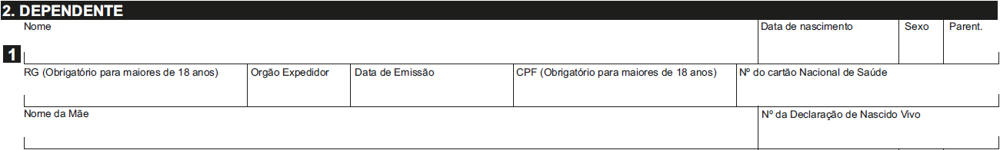 2. DEPENDENTE
Nome Data de nascimento Sexo Parent.
1
RG (Obrigatório para maiores de 18 anos) Orgão Expedidor Data de Emissão CPF (Obrigatório para maiores de 18 anos) Nº do cartão Nacional de Saúde
Nome da Mãe Nº da Declaração de Nascido Vivo